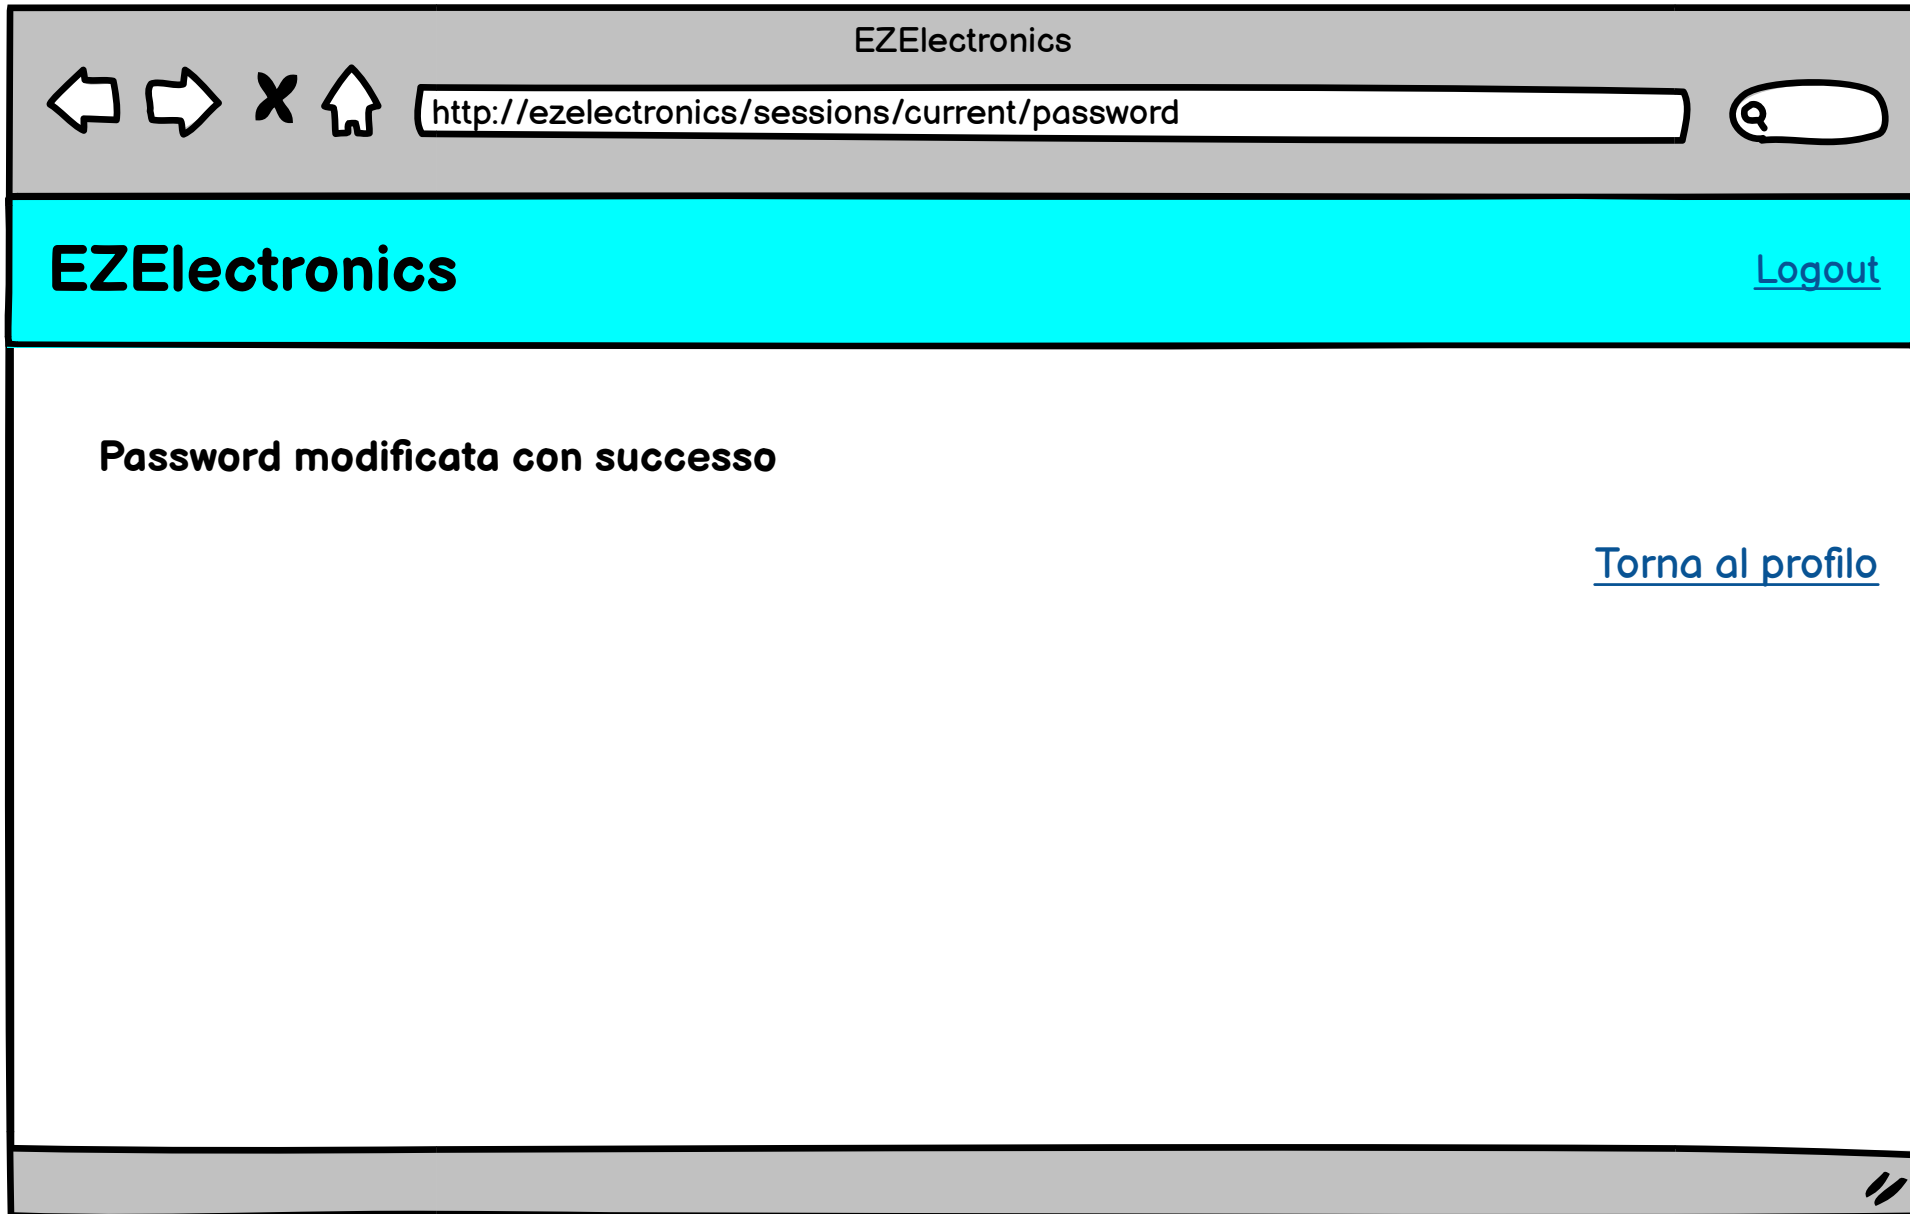 EZElectronics
http://ezelectronics/sessions/current/password
EZElectronics
Logout
Password modificata con successo
Torna al profilo